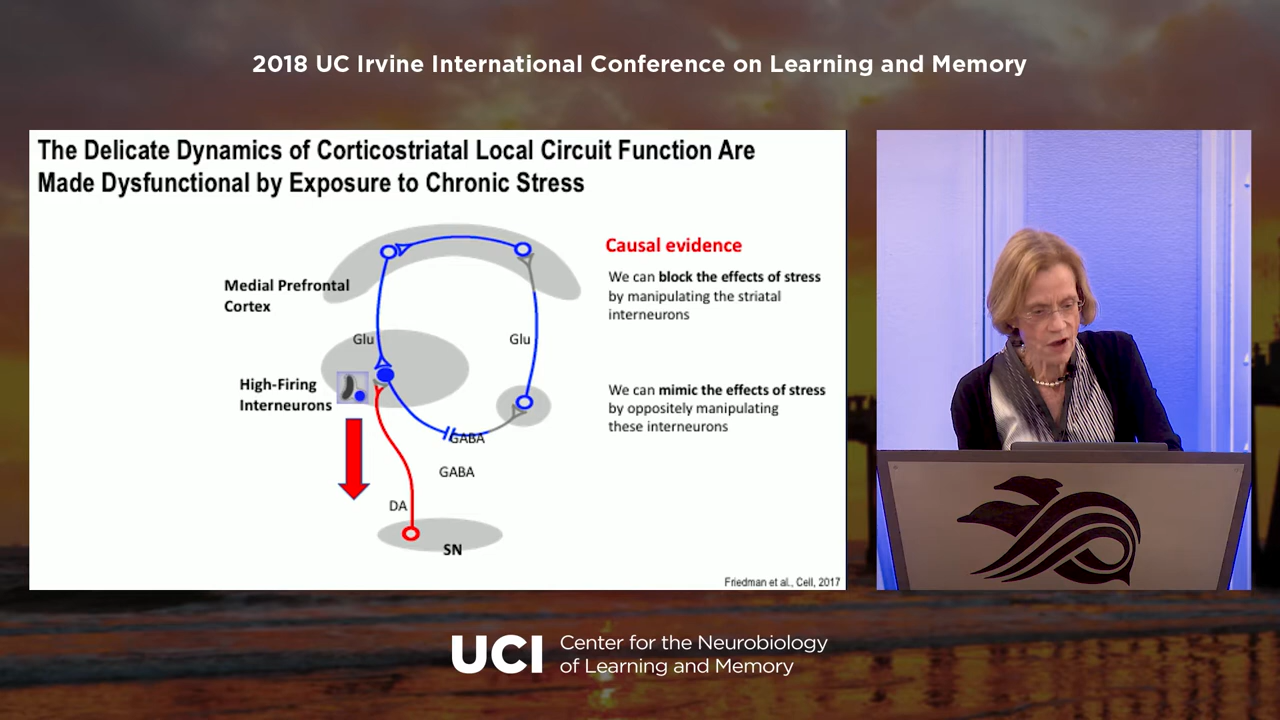 2018 UC Irvine International Conference on Learning and Memory
The Delicate Dynamics of Corticostriatal Local Circuit Function Are
Made Dysfunctional by Exposure to Chronic Stress
Medial Prefrontal
Cortex
Glu
Glu
High-Firing
Interneurons
GABA
GABA
DA
SN
Causal evidence
We can block the effects of stress
by manipulating the striatal
interneurons
We can mimic the effects of stress
by oppositely manipulating
these interneurons
Friedman et al., Cell, 2017
UCI
Center for the Neurobiology
of Learning and Memory